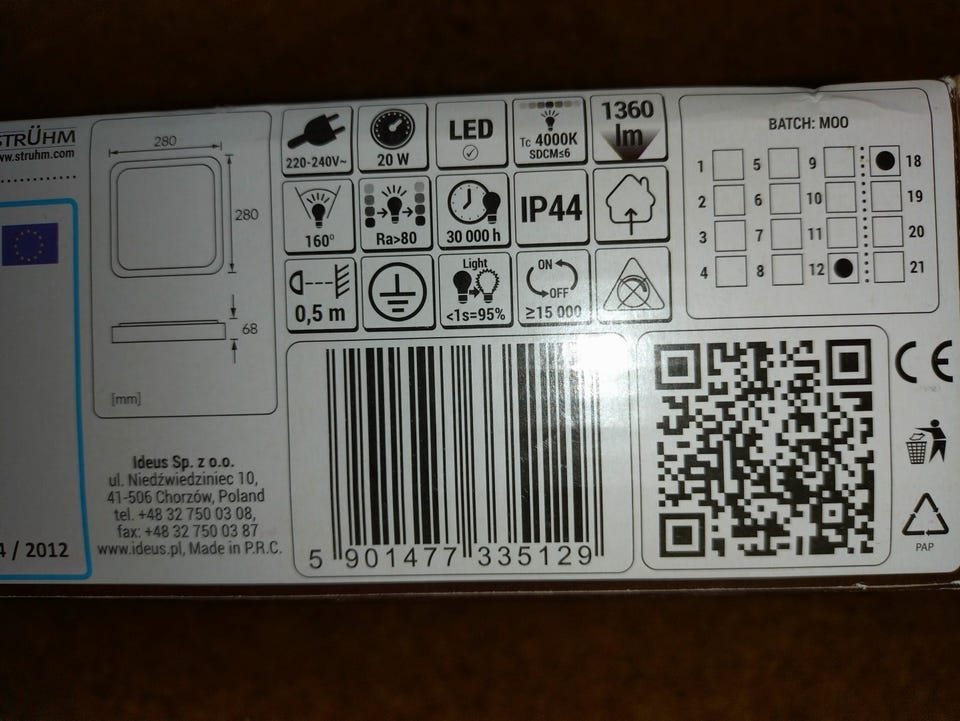 STRÜHM
www.struhm.com
4 / 2012
280
280
68
[mm]
Ideus Sp. z o.o.
ul. Niedźwiedziniec 10,
41-506 Chorzów, Poland
tel. +48 32 750 03 08,
fax: +48 32 750 03 87
www.ideus.pl, Made in P.R.C.
220-240V~
20 W
LED
Tc 4000K
SDCM≤6
1360
lm
160°
Ra>80
30 000 h
IP44
0,5 m
Light
<1s=95%
ON
OFF
≥15 000
5 901477 335129
BATCH: MOO
1 5 9 18
2 6 10 19
3 7 11 20
4 8 12 21
CE
PAP